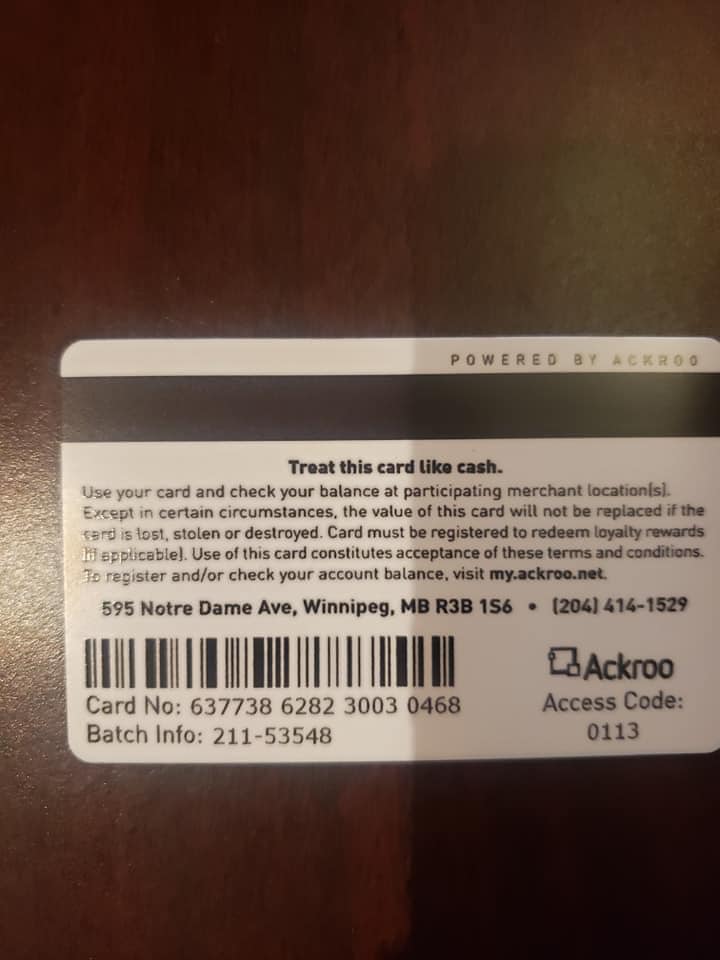 POWERED BY ACKROO
Treat this card like cash.
Use your card and check your balance at participating merchant location(s).
Except in certain circumstances, the value of this card will not be replaced if the
card is lost, stolen or destroyed. Card must be registered to redeem loyalty rewards
(if applicable). Use of this card constitutes acceptance of these terms and conditions.
To register and/or check your account balance, visit my.ackroo.net.
595 Notre Dame Ave, Winnipeg, MB R3B 1S6 • (204) 414-1529
Card No: 637738 6282 3003 0468
Batch Info: 211-53548
Ackroo
Access Code:
0113